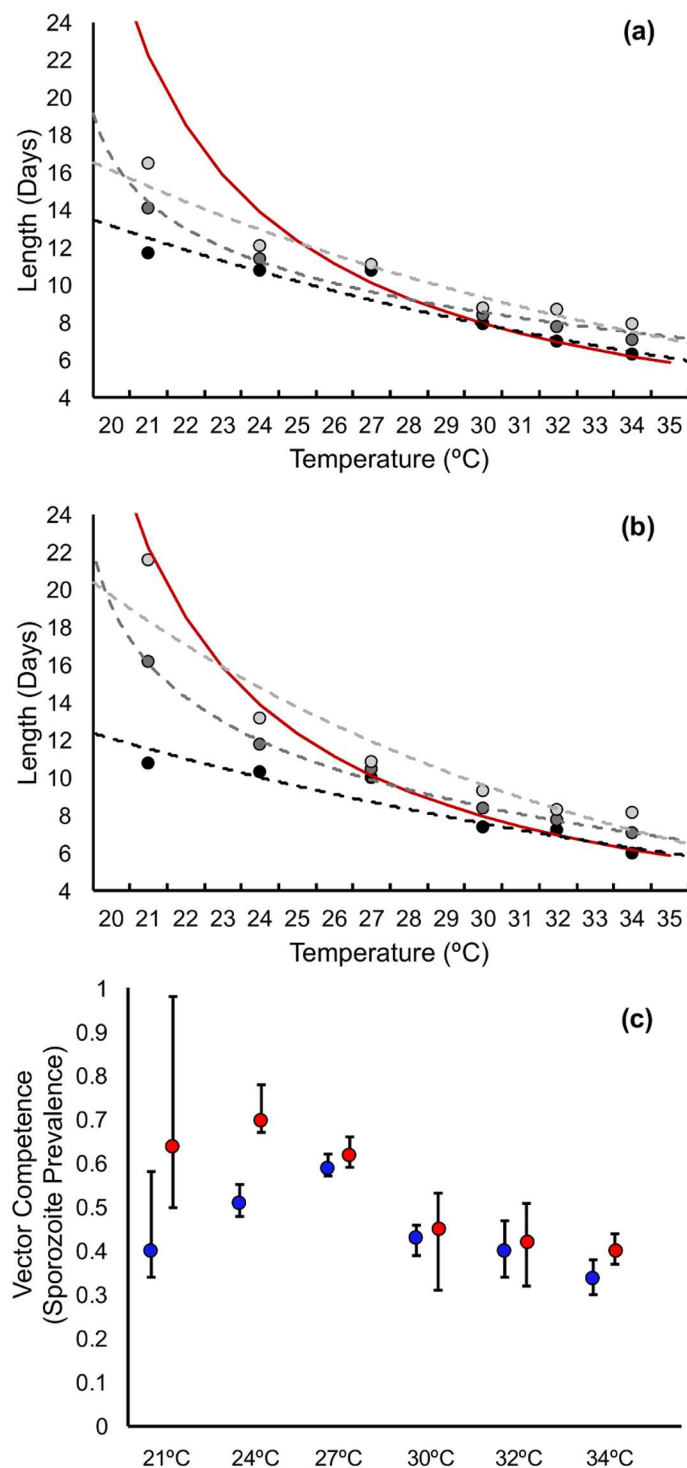 (a)
24
22
20
18
16
14
12
10
8
6
4
Length (Days)
20 21 22 23 24 25 26 27 28 29 30 31 32 33 34 35
Temperature (ºC)
(b)
24
22
20
18
16
14
12
10
8
6
4
Length (Days)
20 21 22 23 24 25 26 27 28 29 30 31 32 33 34 35
Temperature (ºC)
(c)
1
0.9
0.8
0.7
0.6
0.5
0.4
0.3
0.2
0.1
0
Vector Competence
(Sporozoite Prevalence)
21ºC 24ºC 27ºC 30ºC 32ºC 34ºC